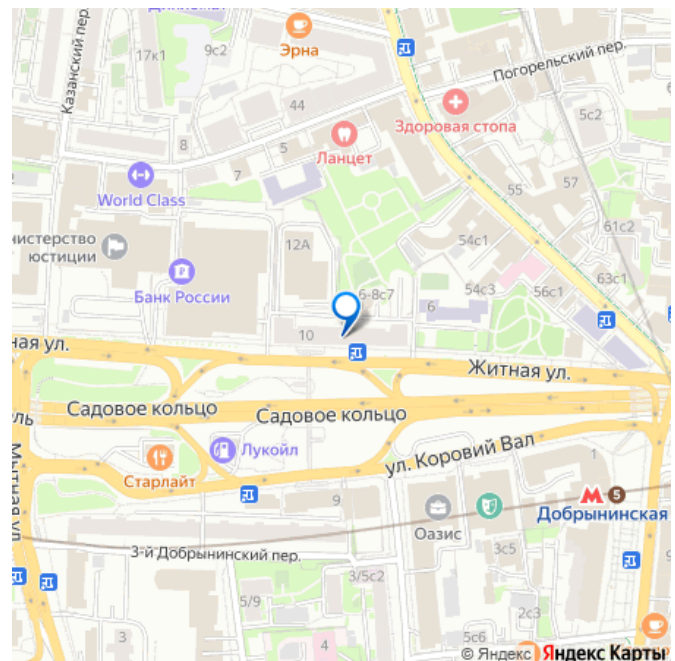 Дипломат
Казанский пер.
17к1
9с2
Эрна
Погорельский пер.
44
Здоровая стопа
5с2
8
5
Ланцет
7
World Class
55
57
61с2
нистерство
юстиции
12А
54с1
Банк России
6-8с7
54с3
56с1
63с1
6
10
ная ул.
Житная ул.
Садовое кольцо
Садовое кольцо
ель
Мытная ул.
Старлайт
Лукойл
ул. Коровий Вал
1
9
Оазис
5
Добрынинская
3-й Добрынинский пер.
3с5
3/5с2
5/9
2с3
3
4
5с6
© Яндекс Яндекс Карты